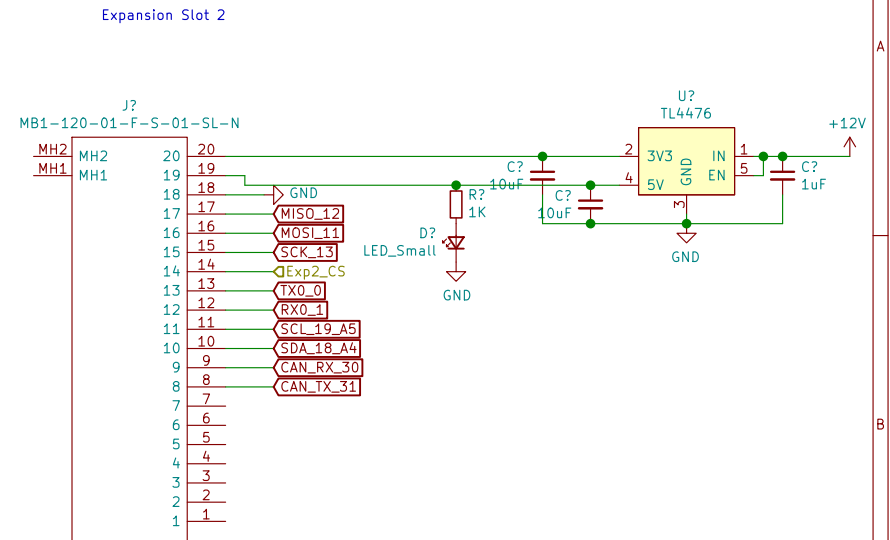 Expansion Slot 2
A
J?
MB1-120-01-F-S-01-SL-N
U?
TL4476
+12V
MH2 MH2 20 20
MH1 MH1 19 19
18 18 GND
17 17 MISO_12
16 16 MOSI_11
15 15 SCK_13
14 14 Exp2_CS
13 13 TX0_0
12 12 RX0_1
11 11 SCL_19_A5
10 10 SDA_18_A4
9 9 CAN_RX_30
8 8 CAN_TX_31
7 7
6 6
5 5
4 4
3 3
2 2
1 1
R?
1K
D?
LED_Small
GND
C?
10uF
C?
10uF
2 3V3 IN 1
4 5V EN 5
GND
3
GND
C?
1uF
B